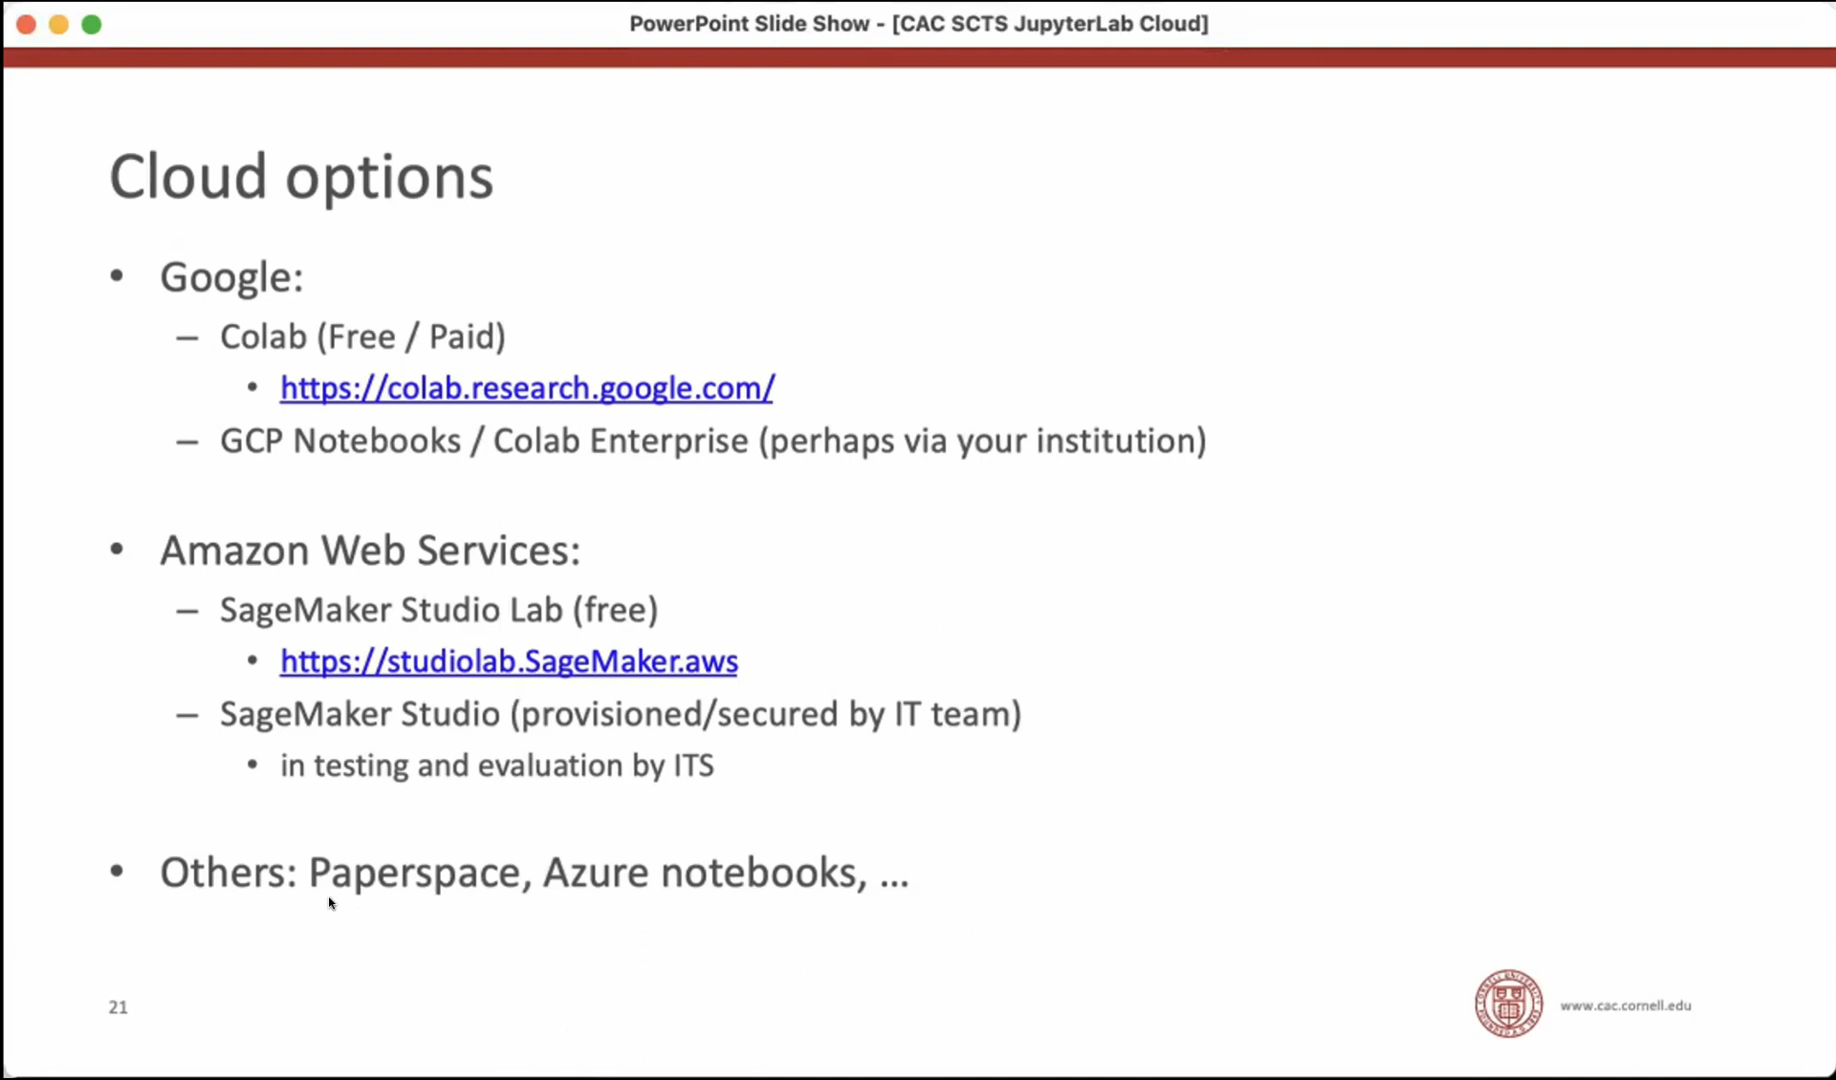 PowerPoint Slide Show - [CAC SCTS JupyterLab Cloud]
Cloud options
• Google:
– Colab (Free / Paid)
• https://colab.research.google.com/
– GCP Notebooks / Colab Enterprise (perhaps via your institution)
• Amazon Web Services:
– SageMaker Studio Lab (free)
• https://studiolab.SageMaker.aws
– SageMaker Studio (provisioned/secured by IT team)
• in testing and evaluation by ITS
• Others: Paperspace, Azure notebooks, ...
21
www.cac.cornell.edu